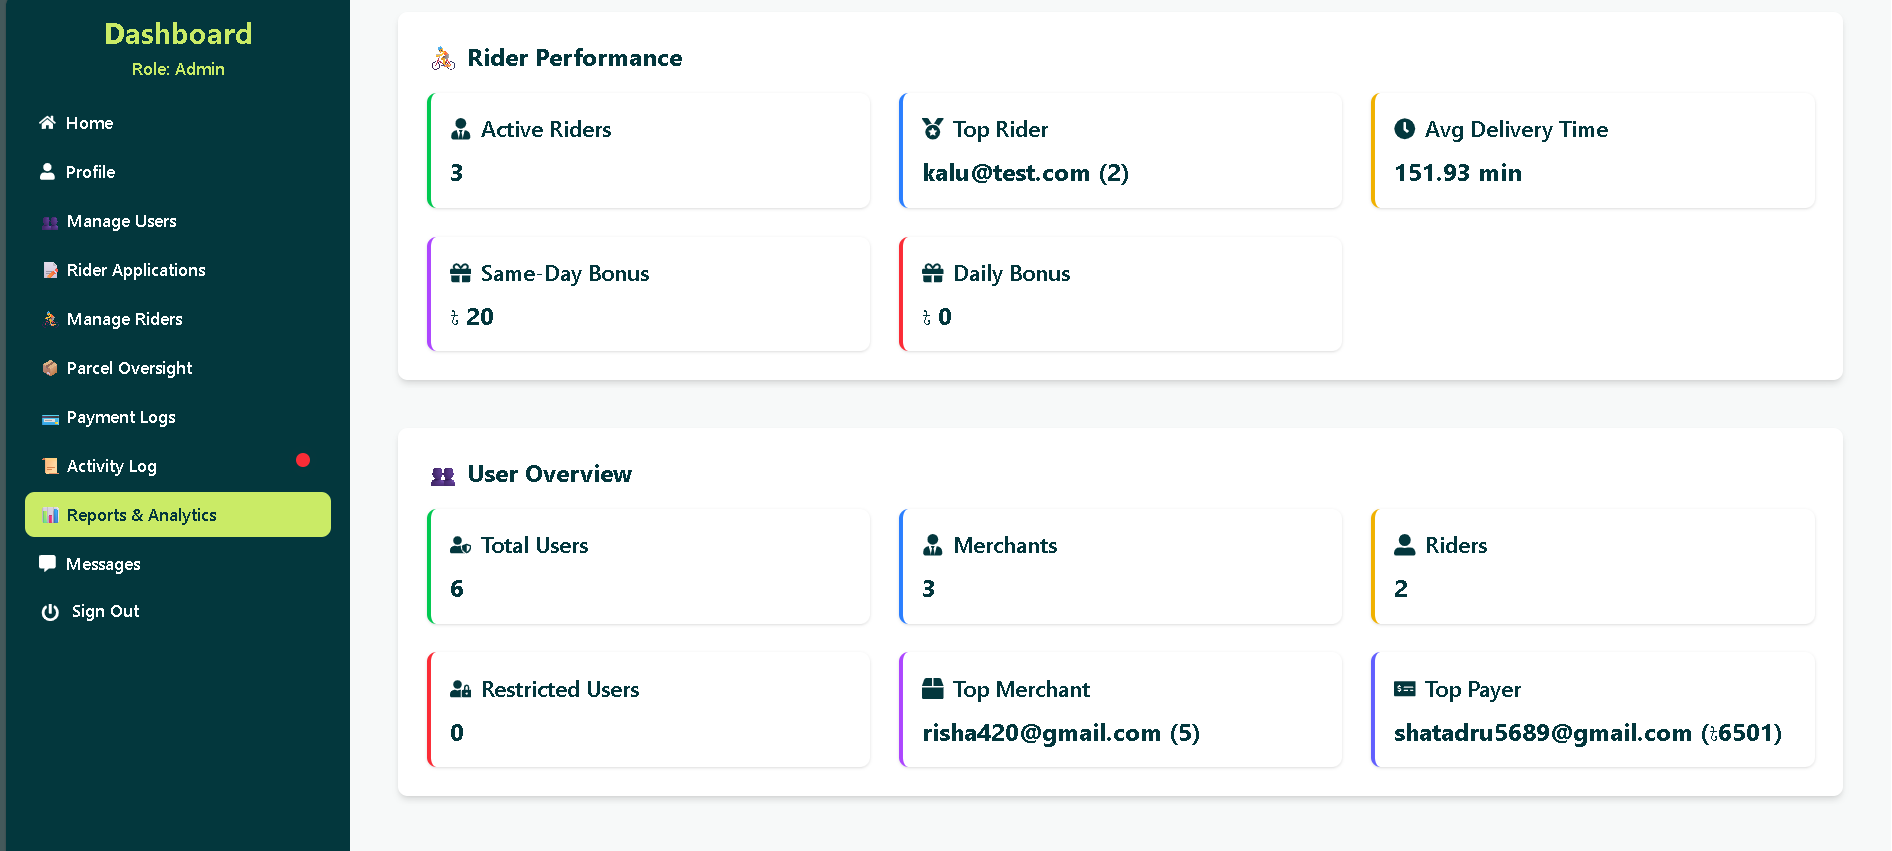 Dashboard
Role: Admin
Home
Profile
Manage Users
Rider Applications
Manage Riders
Parcel Oversight
Payment Logs
Activity Log
Reports & Analytics
Messages
Sign Out
Rider Performance
Active Riders
3
Top Rider
kalu@test.com (2)
Avg Delivery Time
151.93 min
Same-Day Bonus
৳ 20
Daily Bonus
৳ 0
User Overview
Total Users
6
Merchants
3
Riders
2
Restricted Users
0
Top Merchant
risha420@gmail.com (5)
Top Payer
shatadru5689@gmail.com (৳6501)